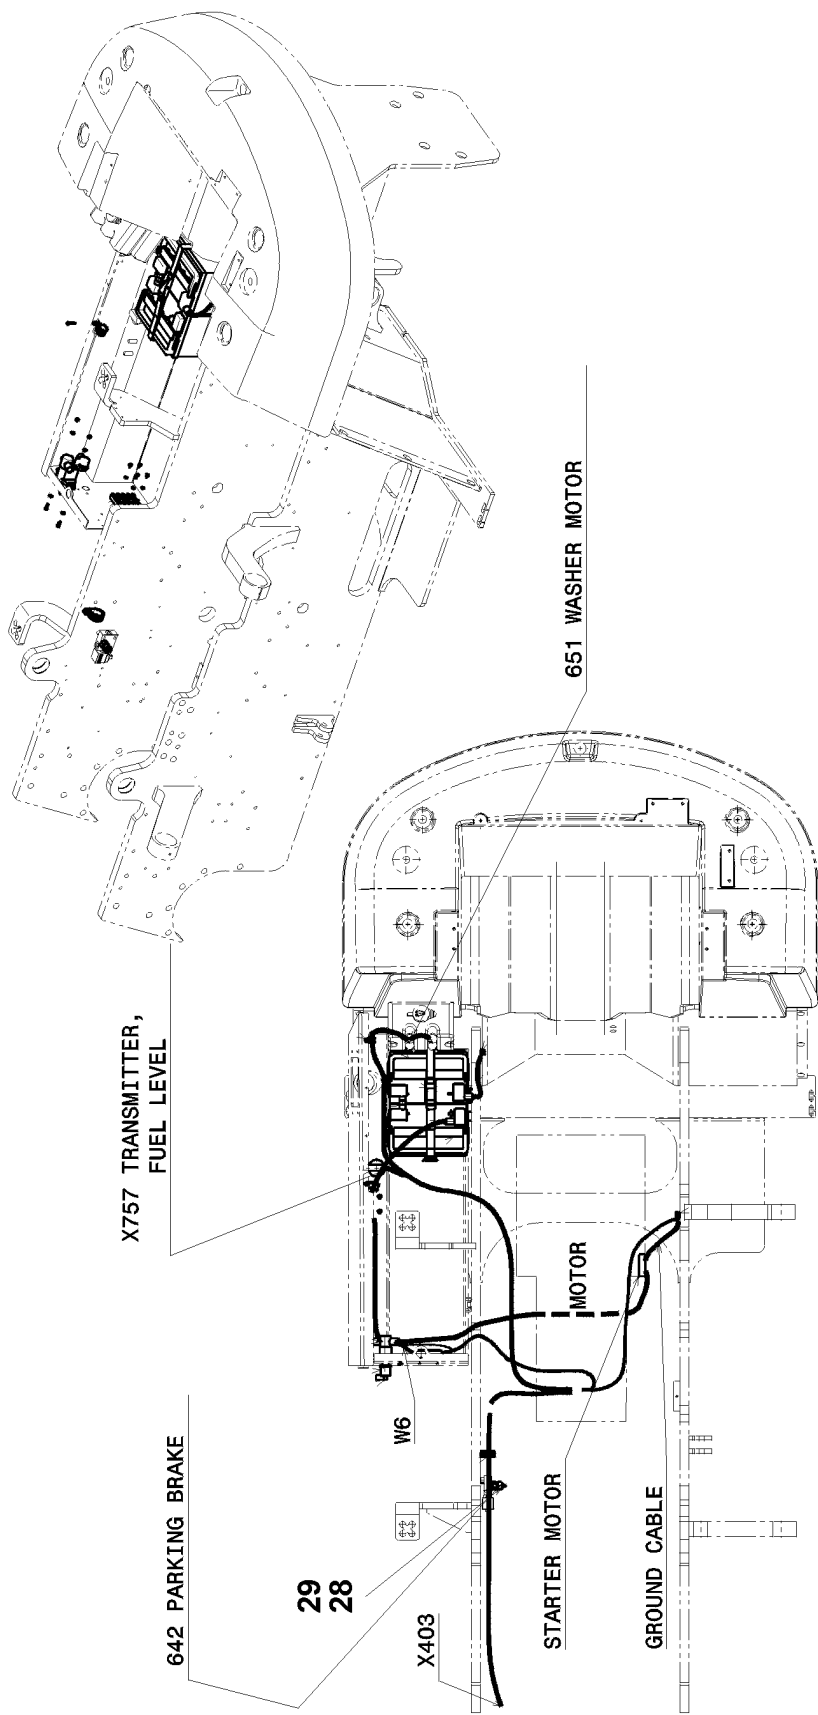 651 WASHER MOTOR
X757 TRANSMITTER,
FUEL LEVEL
MOTOR
W6
642 PARKING BRAKE
29
28
X403
STARTER MOTOR
GROUND CABLE